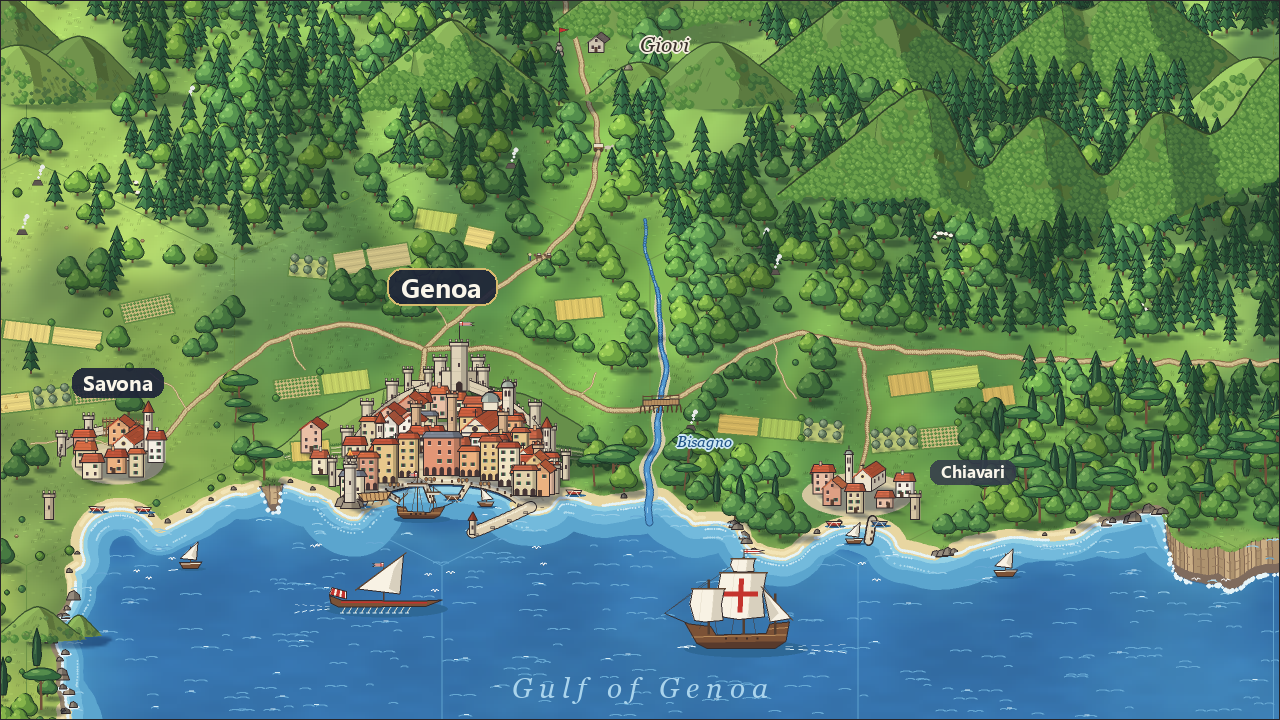 Giovi
Genoa
Savona
Bisagno
Chiavari
Gulf of Genoa